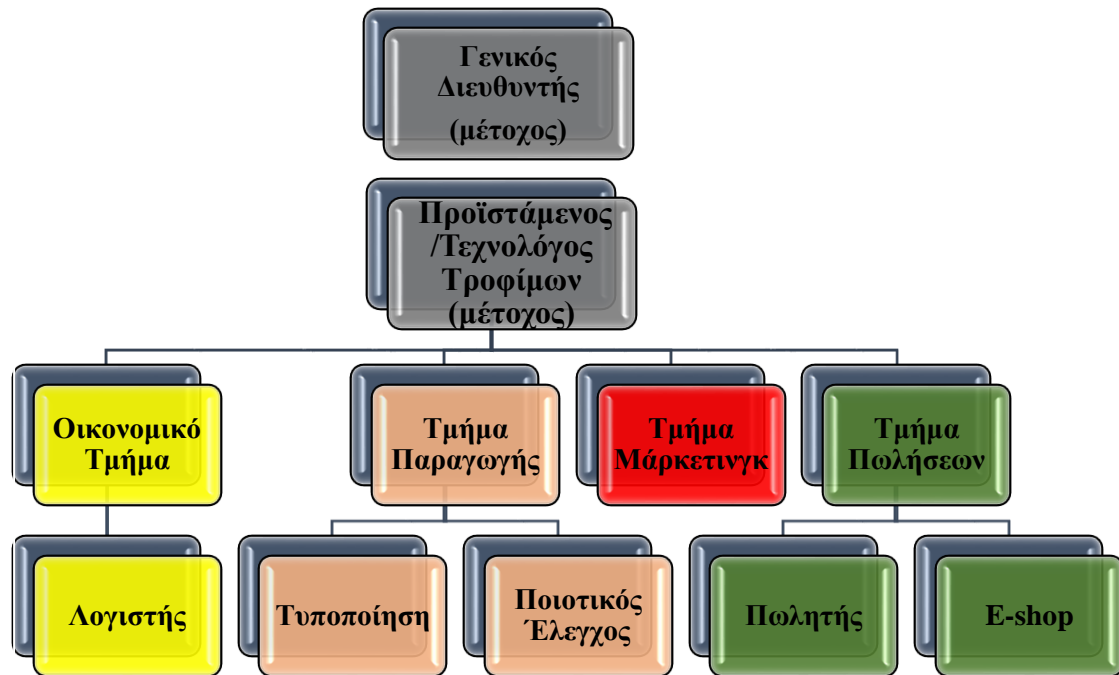 Γενικός
Διευθυντής
(μέτοχος)
Προϊστάμενος
/Τεχνολόγος
Τροφίμων
(μέτοχος)
Οικονομικό
Τμήμα
Τμήμα
Παραγωγής
Τμήμα
Μάρκετινγκ
Τμήμα
Πωλήσεων
Λογιστής
Τυποποίηση
Ποιοτικός
Έλεγχος
Πωλητής
E-shop